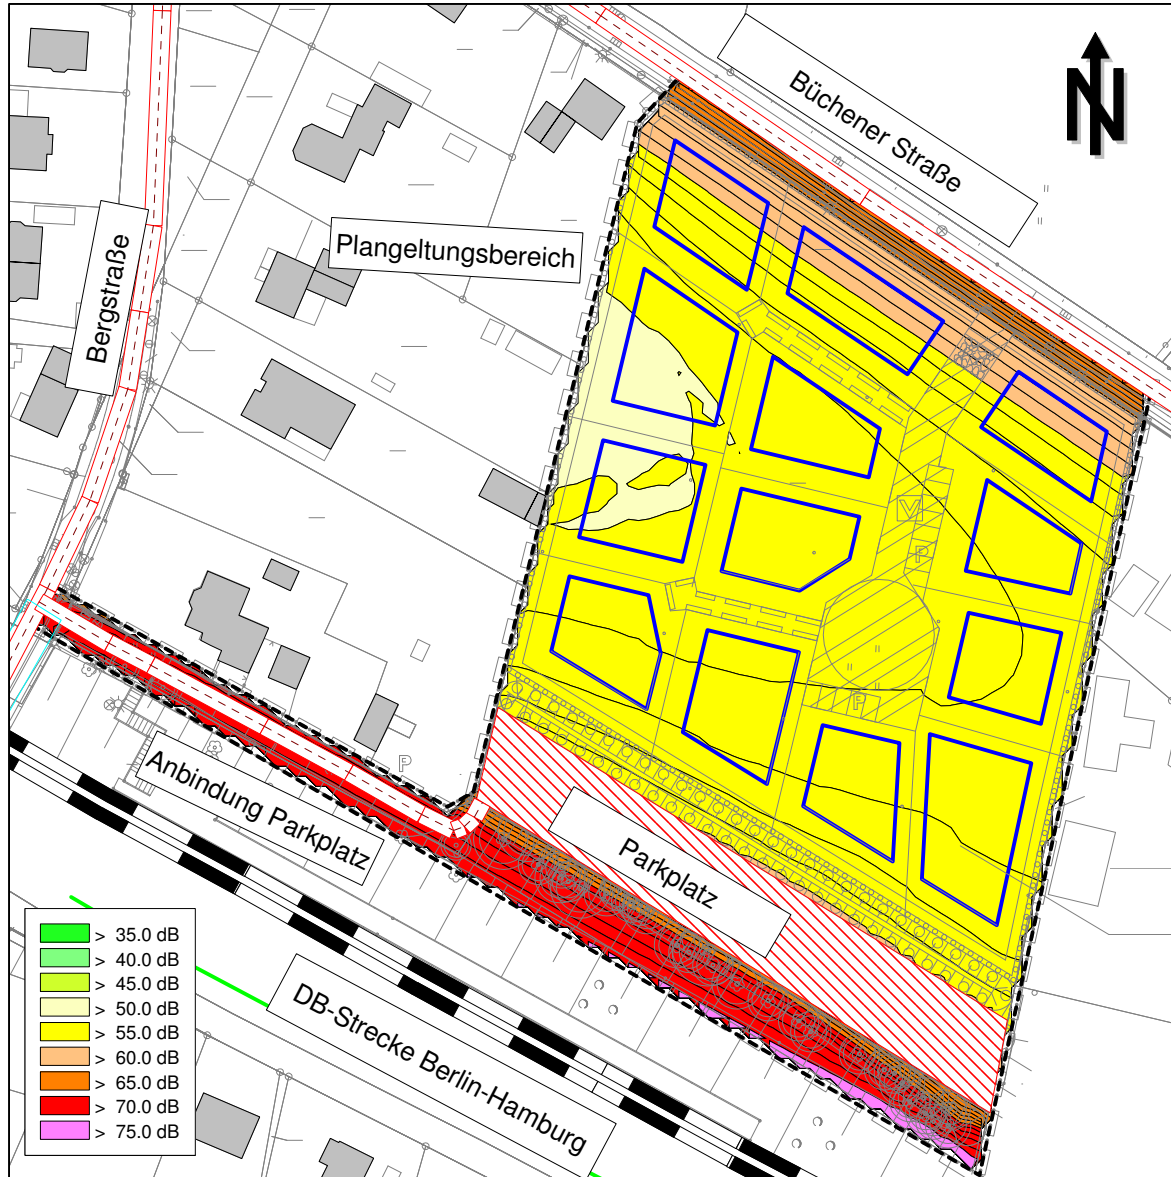 Büchener Straße
N
Plangeltungsbereich
Bergstraße
V
P
P
P
Anbindung Parkplatz
Parkplatz
DB-Strecke Berlin-Hamburg
> 35.0 dB
> 40.0 dB
> 45.0 dB
> 50.0 dB
> 55.0 dB
> 60.0 dB
> 65.0 dB
> 70.0 dB
> 75.0 dB